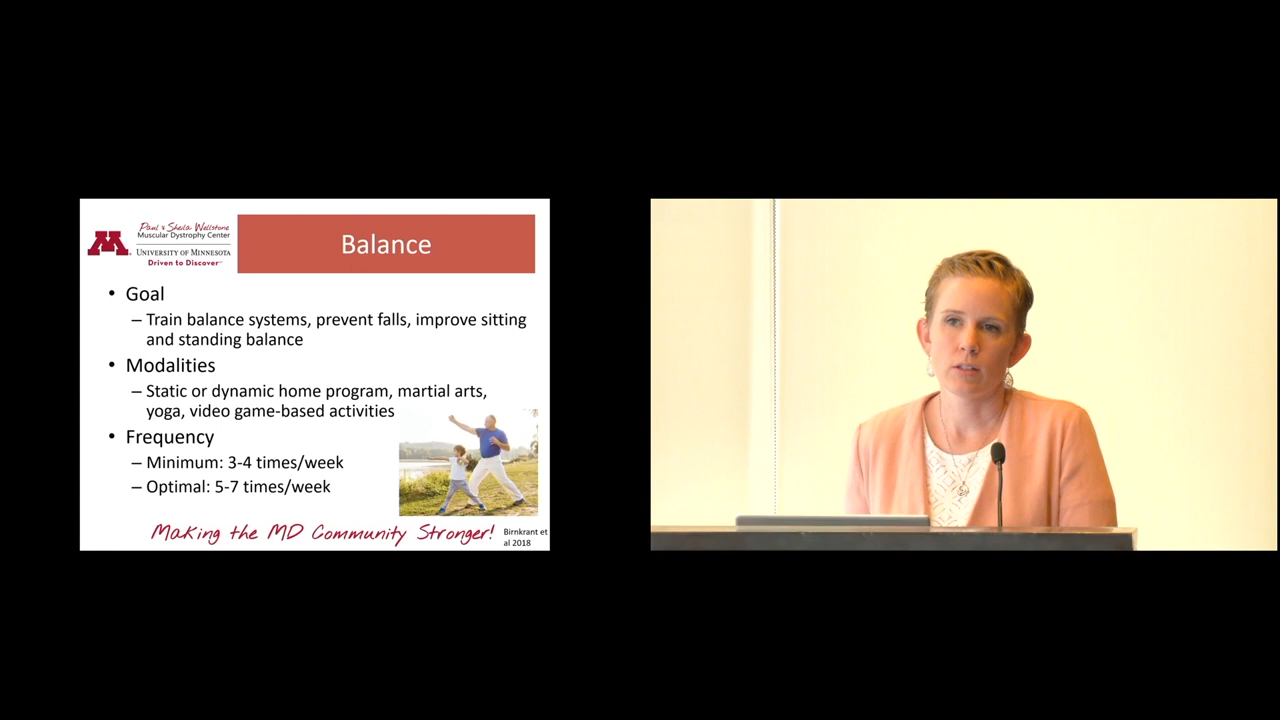 Paul & Sheila Wellstone
Muscular Dystrophy Center
UNIVERSITY OF MINNESOTA
Driven to Discover℠
Balance
• Goal
– Train balance systems, prevent falls, improve sitting
and standing balance
• Modalities
– Static or dynamic home program, martial arts,
yoga, video game-based activities
• Frequency
– Minimum: 3-4 times/week
– Optimal: 5-7 times/week
Making the MD Community Stronger!
Birnkrant et
al 2018